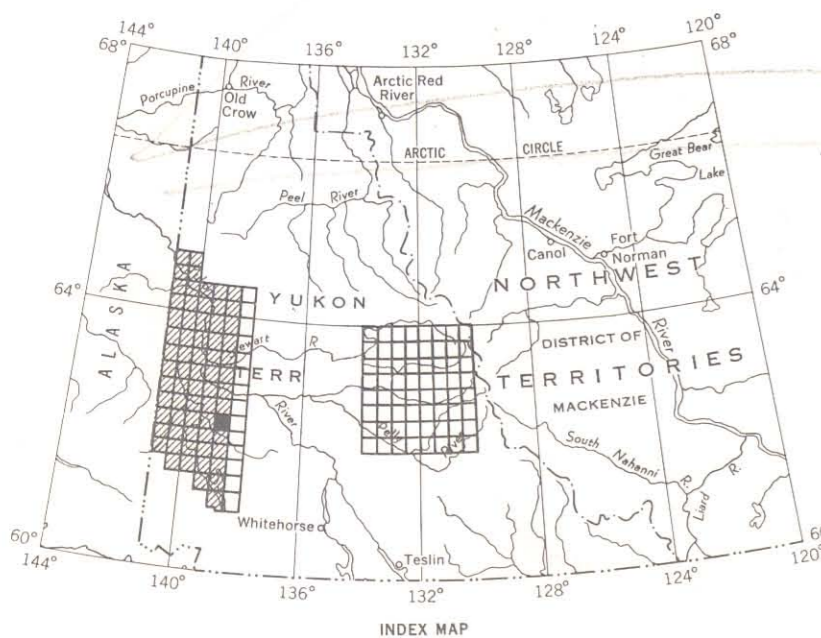 144° 140° 136° 132° 128° 124° 120°
68° 68°
Porcupine River
Old
Crow
Arctic Red
River
ARCTIC CIRCLE
Great Bear
Lake
Peel River
Mackenzie
Canol
Fort
Norman
NORTHWEST
64° YUKON 64°
ALASKA
River
DISTRICT OF
ewart R.
TERR
TERRITORIES
MACKENZIE
River
Pelly River
South Nahanni R.
Liard R.
Whitehorse
Teslin
60° 60
144° 140° 136° 132° 128° 124° 120°
INDEX MAP